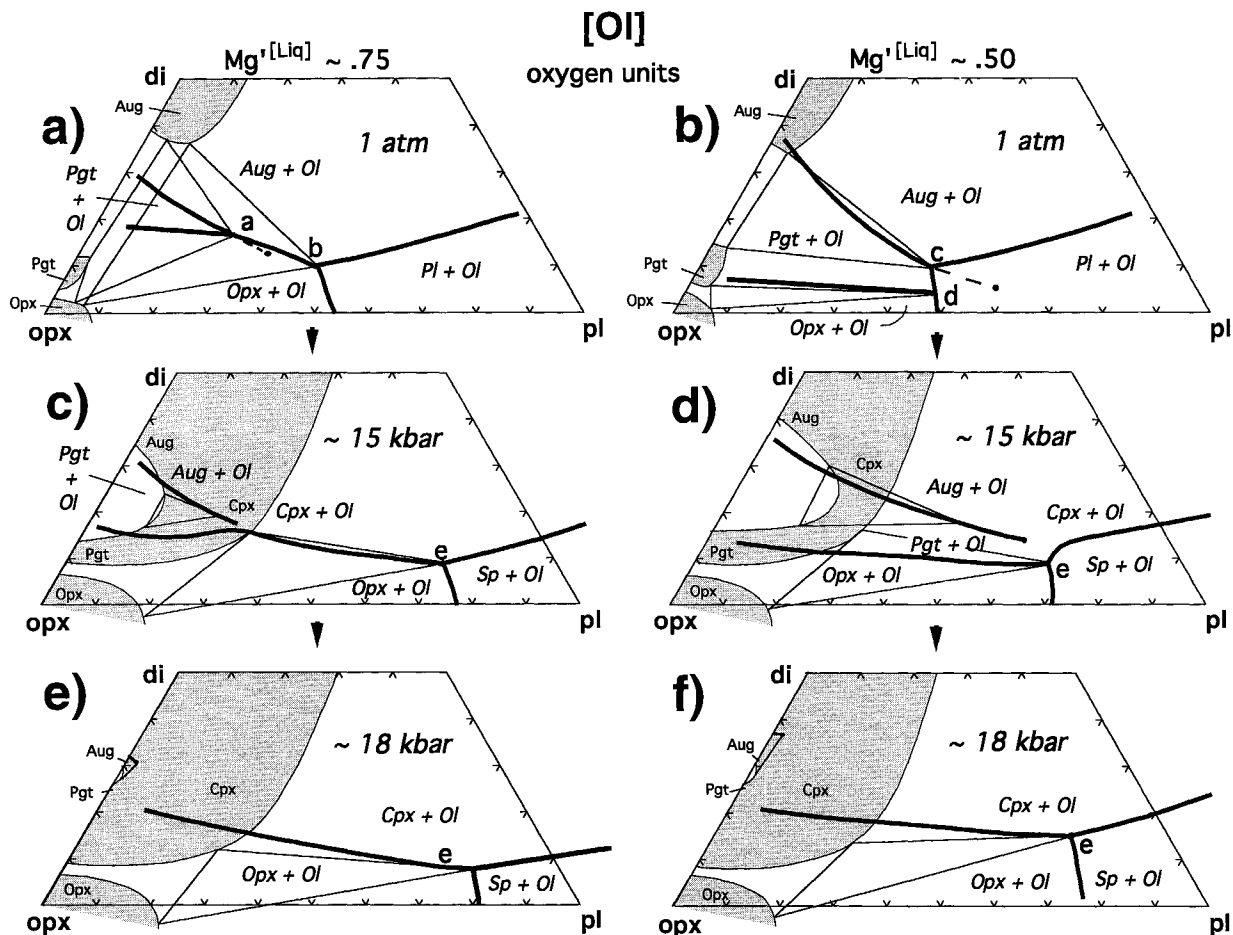 [Ol]
Mg'[Liq] ~ .75
oxygen units
Mg'[Liq] ~ .50
a)
di
Aug
1 atm
Pgt
+
Ol
Aug + Ol
a
b
Pl + Ol
Pgt
Opx
Opx + Ol
opx
pl
b)
di
Aug
1 atm
Aug + Ol
Pgt + Ol
c
Pl + Ol
Pgt
Opx
d
Opx + Ol
opx
pl
c)
di
~ 15 kbar
Aug
Pgt
+
Ol
Aug + Ol
Cpx
Cpx + Ol
Pgt
e
Sp + Ol
Opx
Opx + Ol
opx
pl
d)
di
~ 15 kbar
Aug
Cpx
Aug + Ol
Cpx + Ol
Pgt
Pgt + Ol
Opx + Ol
e
Sp + Ol
Opx
opx
pl
e)
di
~ 18 kbar
Aug
Pgt
Cpx
Cpx + Ol
e
Opx
Opx + Ol
Sp + Ol
opx
pl
f)
di
~ 18 kbar
Aug
Pgt
Cpx
Cpx + Ol
e
Opx
Opx + Ol
Sp + Ol
opx
pl